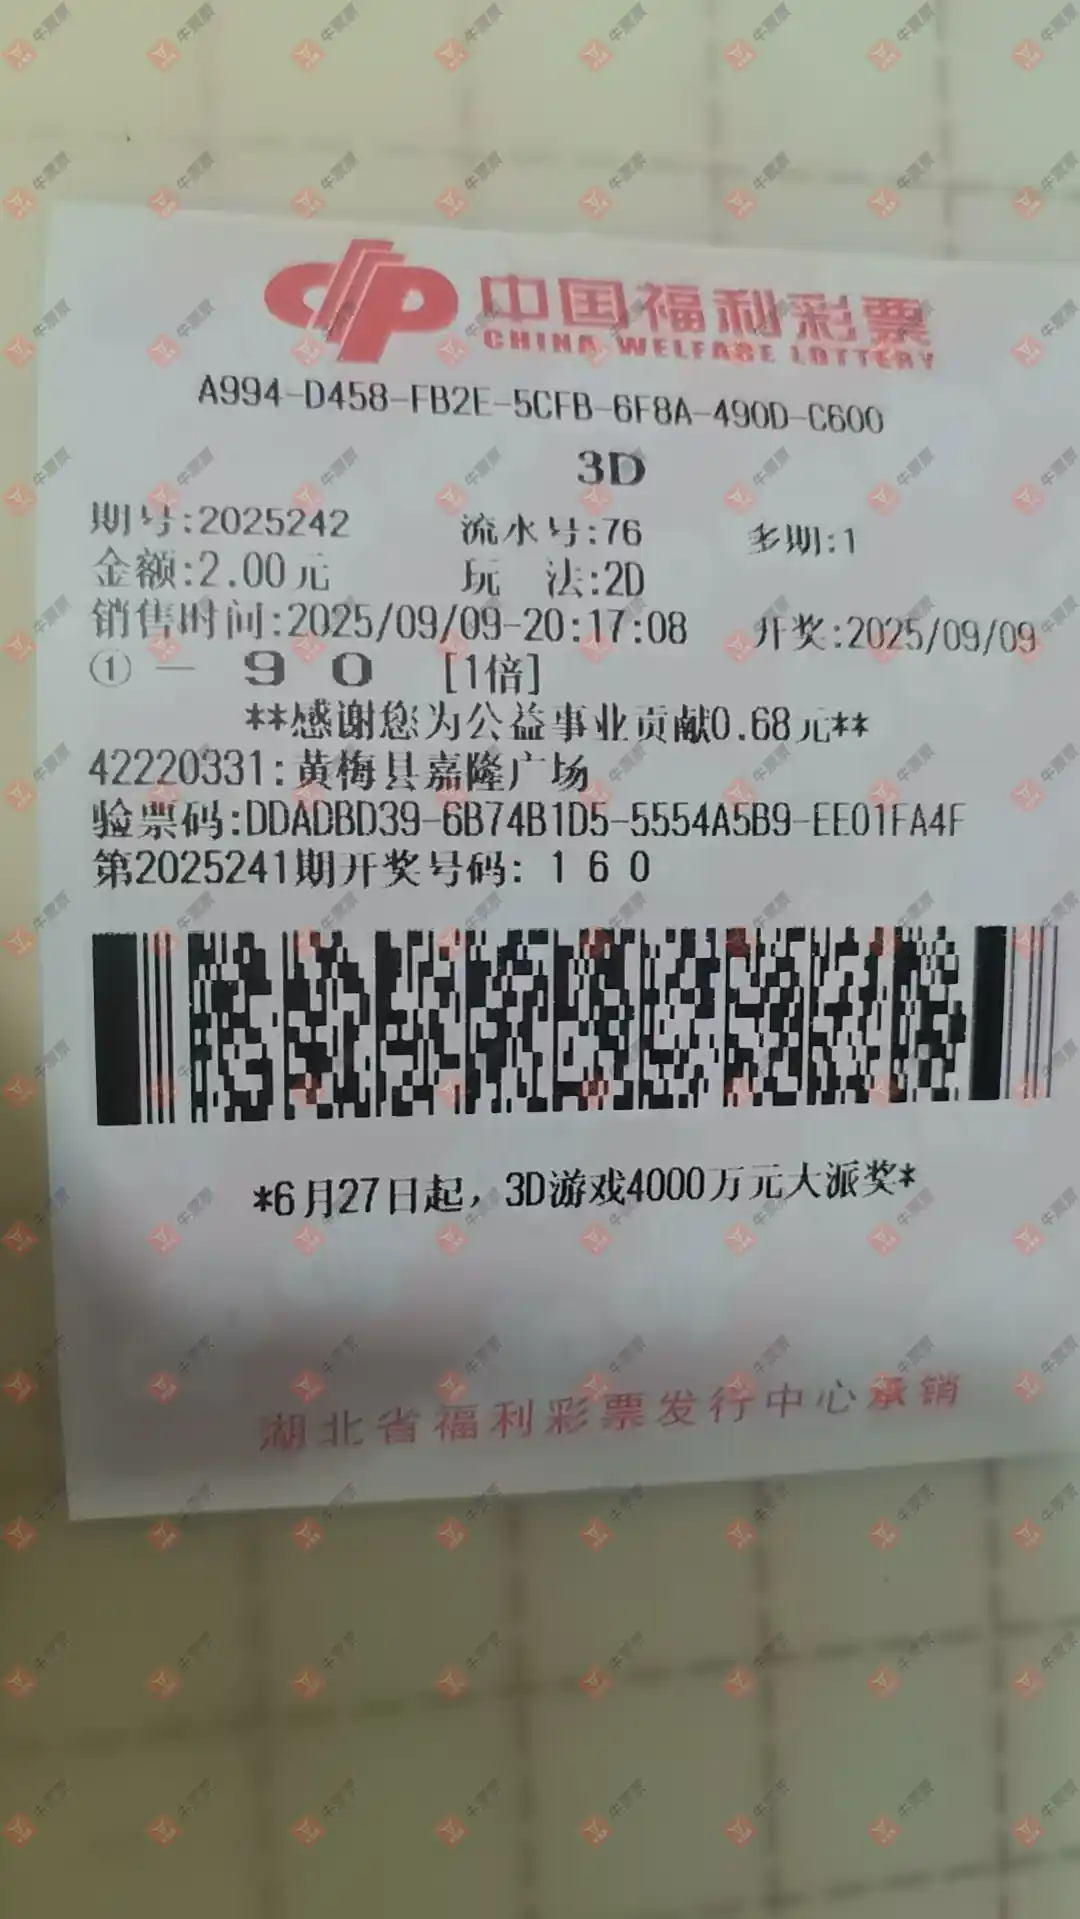 中国福利彩票
CHINA WELFARE LOTTERY
A994-D458-FB2E-5CFB-6F8A-490D-C600
3D
期号:2025242 流水号:76 多期:1
金额:2.00元 玩 法:2D
销售时间:2025/09/09-20:17:08 开奖:2025/09/09
① — 9 0 [1倍]
**感谢您为公益事业贡献0.68元**
42220331:黄梅县嘉隆广场
验票码:DDADBD39-6B74B1D5-5554A5B9-EE01FA4F
第2025241期开奖号码: 1 6 0
*6月27日起，3D游戏4000万元大派奖*
湖北省福利彩票发行中心承销
牛票票